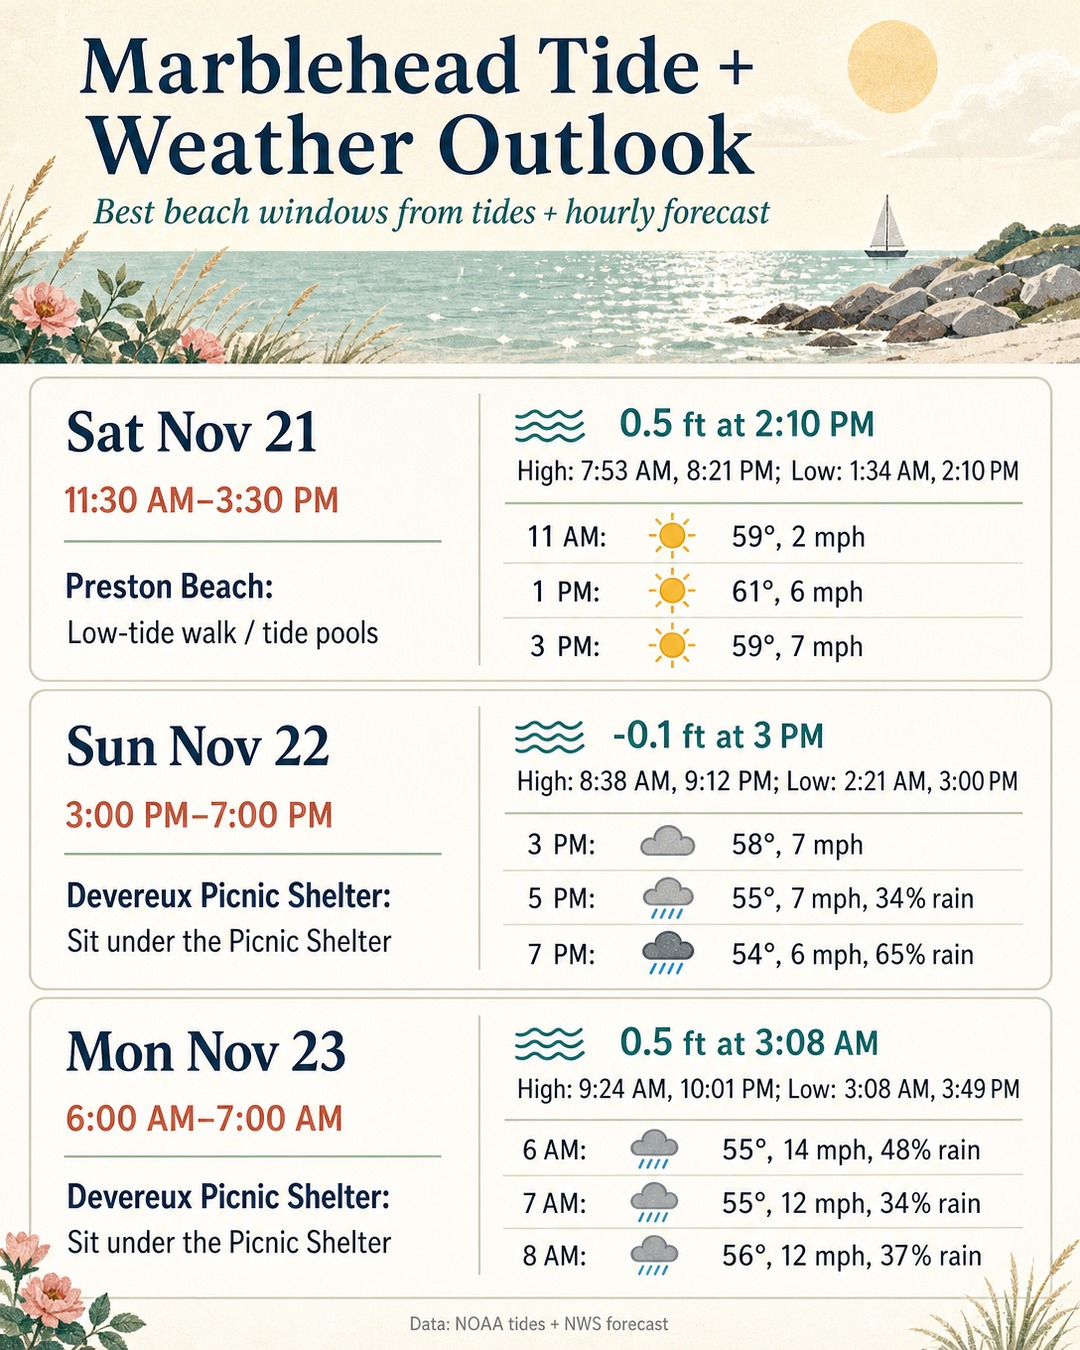 Marblehead Tide +
Weather Outlook
Best beach windows from tides + hourly forecast
Sat Nov 21
11:30 AM–3:30 PM
Preston Beach:
Low-tide walk / tide pools
0.5 ft at 2:10 PM
High: 7:53 AM, 8:21 PM; Low: 1:34 AM, 2:10 PM
11 AM: 59°, 2 mph
1 PM: 61°, 6 mph
3 PM: 59°, 7 mph
Sun Nov 22
3:00 PM–7:00 PM
Devereux Picnic Shelter:
Sit under the Picnic Shelter
-0.1 ft at 3 PM
High: 8:38 AM, 9:12 PM; Low: 2:21 AM, 3:00 PM
3 PM: 58°, 7 mph
5 PM: 55°, 7 mph, 34% rain
7 PM: 54°, 6 mph, 65% rain
Mon Nov 23
6:00 AM–7:00 AM
Devereux Picnic Shelter:
Sit under the Picnic Shelter
0.5 ft at 3:08 AM
High: 9:24 AM, 10:01 PM; Low: 3:08 AM, 3:49 PM
6 AM: 55°, 14 mph, 48% rain
7 AM: 55°, 12 mph, 34% rain
8 AM: 56°, 12 mph, 37% rain
Data: NOAA tides + NWS forecast